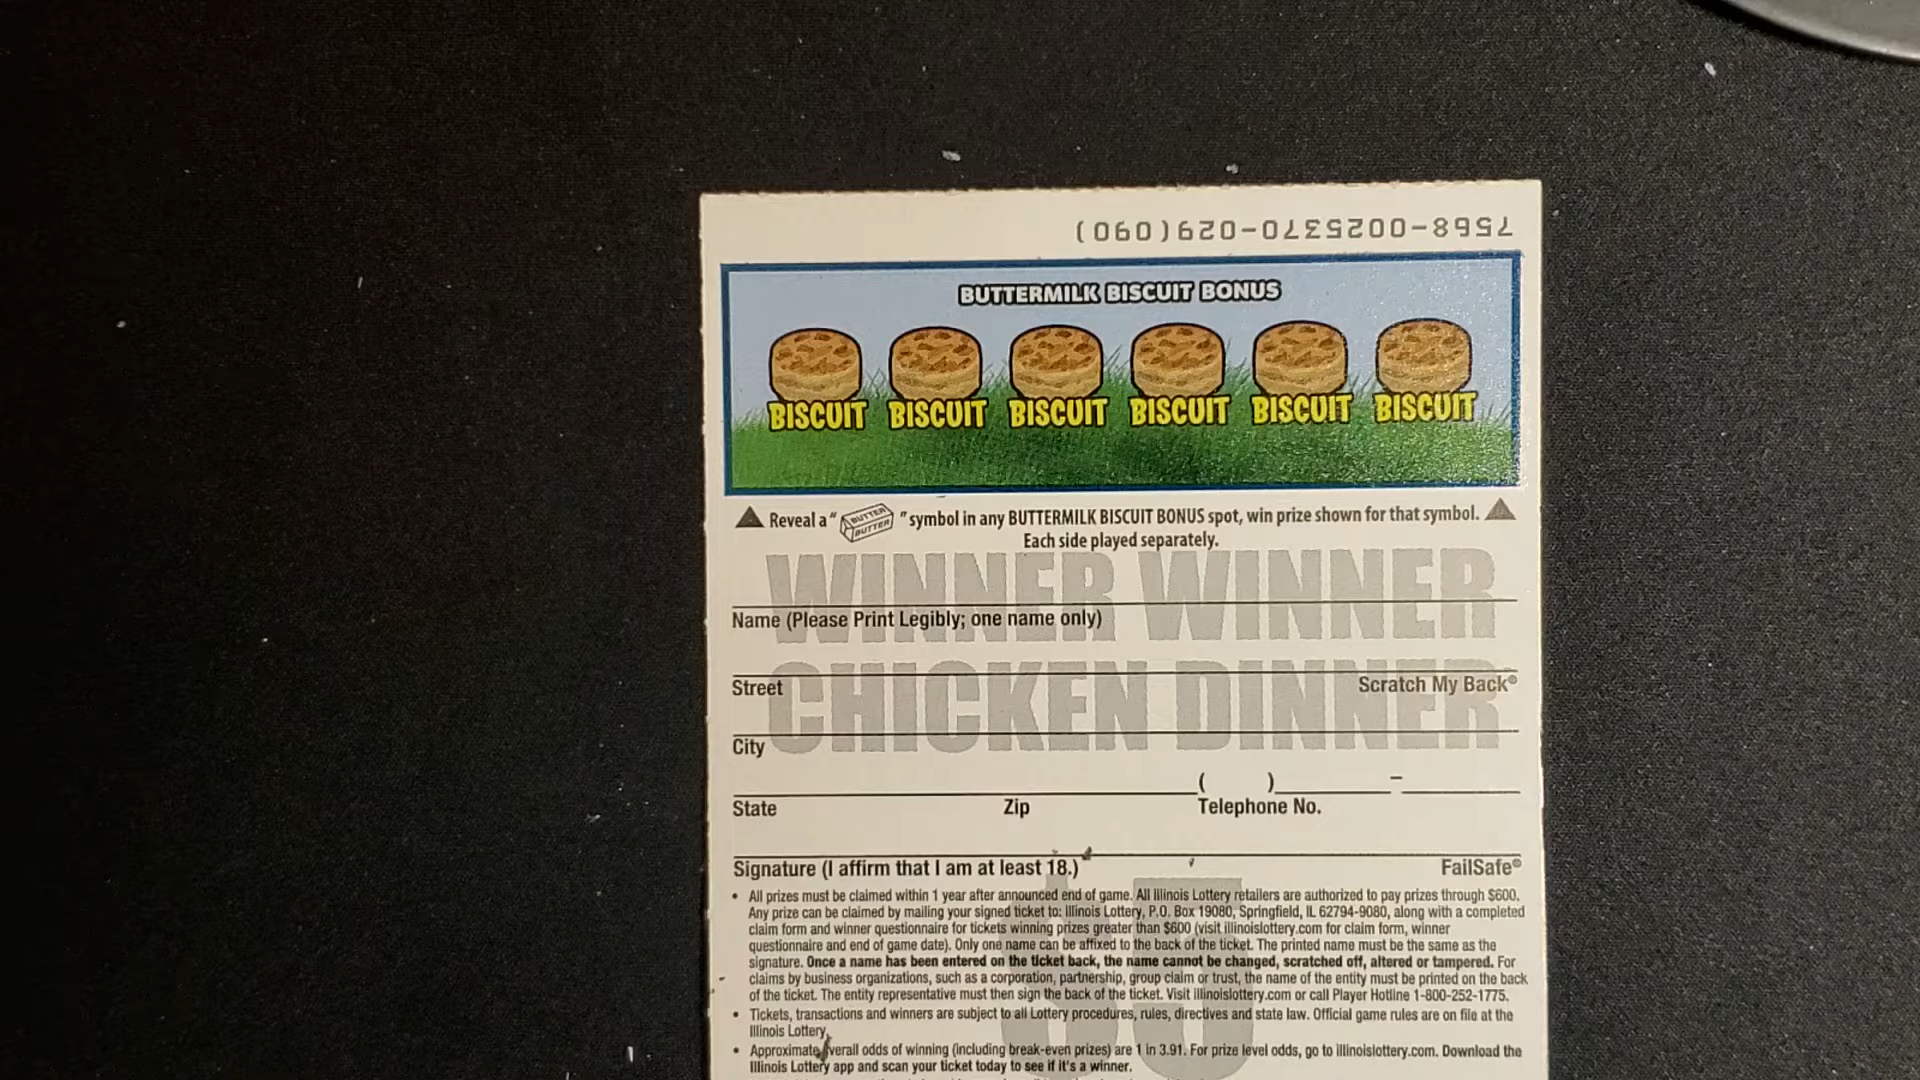 7568-0025370-029(090)
BUTTERMILK BISCUIT BONUS
BISCUIT BISCUIT BISCUIT BISCUIT BISCUIT BISCUIT
Reveal a "BUTTER BUTTER" symbol in any BUTTERMILK BISCUIT BONUS spot, win prize shown for that symbol.
Each side played separately.
WINNER WINNER
Name (Please Print Legibly; one name only)
CHICKEN DINNER
Street Scratch My Back®
City
( ) –
State Zip Telephone No.
Signature (I affirm that I am at least 18.) FailSafe®
$5
• All prizes must be claimed within 1 year after announced end of game. All Illinois Lottery retailers are authorized to pay prizes through $600.
Any prize can be claimed by mailing your signed ticket to: Illinois Lottery, P.O. Box 19080, Springfield, IL 62794-9080, along with a completed
claim form and winner questionnaire for tickets winning prizes greater than $600 (visit illinoislottery.com for claim form, winner
questionnaire and end of game date). Only one name can be affixed to the back of the ticket. The printed name must be the same as the
signature. Once a name has been entered on the ticket back, the name cannot be changed, scratched off, altered or tampered. For
claims by business organizations, such as a corporation, partnership, group claim or trust, the name of the entity must be printed on the back
of the ticket. The entity representative must then sign the back of the ticket. Visit illinoislottery.com or call Player Hotline 1-800-252-1775.
• Tickets, transactions and winners are subject to all Lottery procedures, rules, directives and state law. Official game rules are on file at the
Illinois Lottery.
• Approximate overall odds of winning (including break-even prizes) are 1 in 3.91. For prize level odds, go to illinoislottery.com. Download the
Illinois Lottery app and scan your ticket today to see if it's a winner.